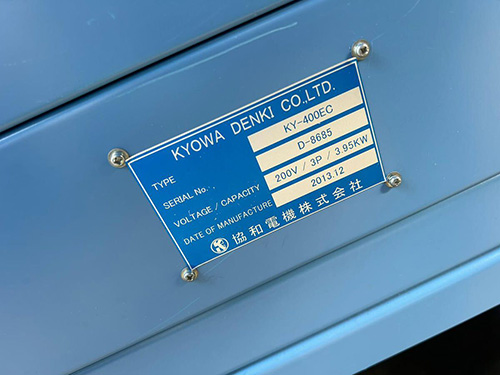 KYOWA DENKI CO.,LTD.
TYPE KY-400EC
SERIAL No. D-8685
VOLTAGE / CAPACITY 200V / 3P / 3.95KW
DATE OF MANUFACTURE 2013.12
協和電機株式会社